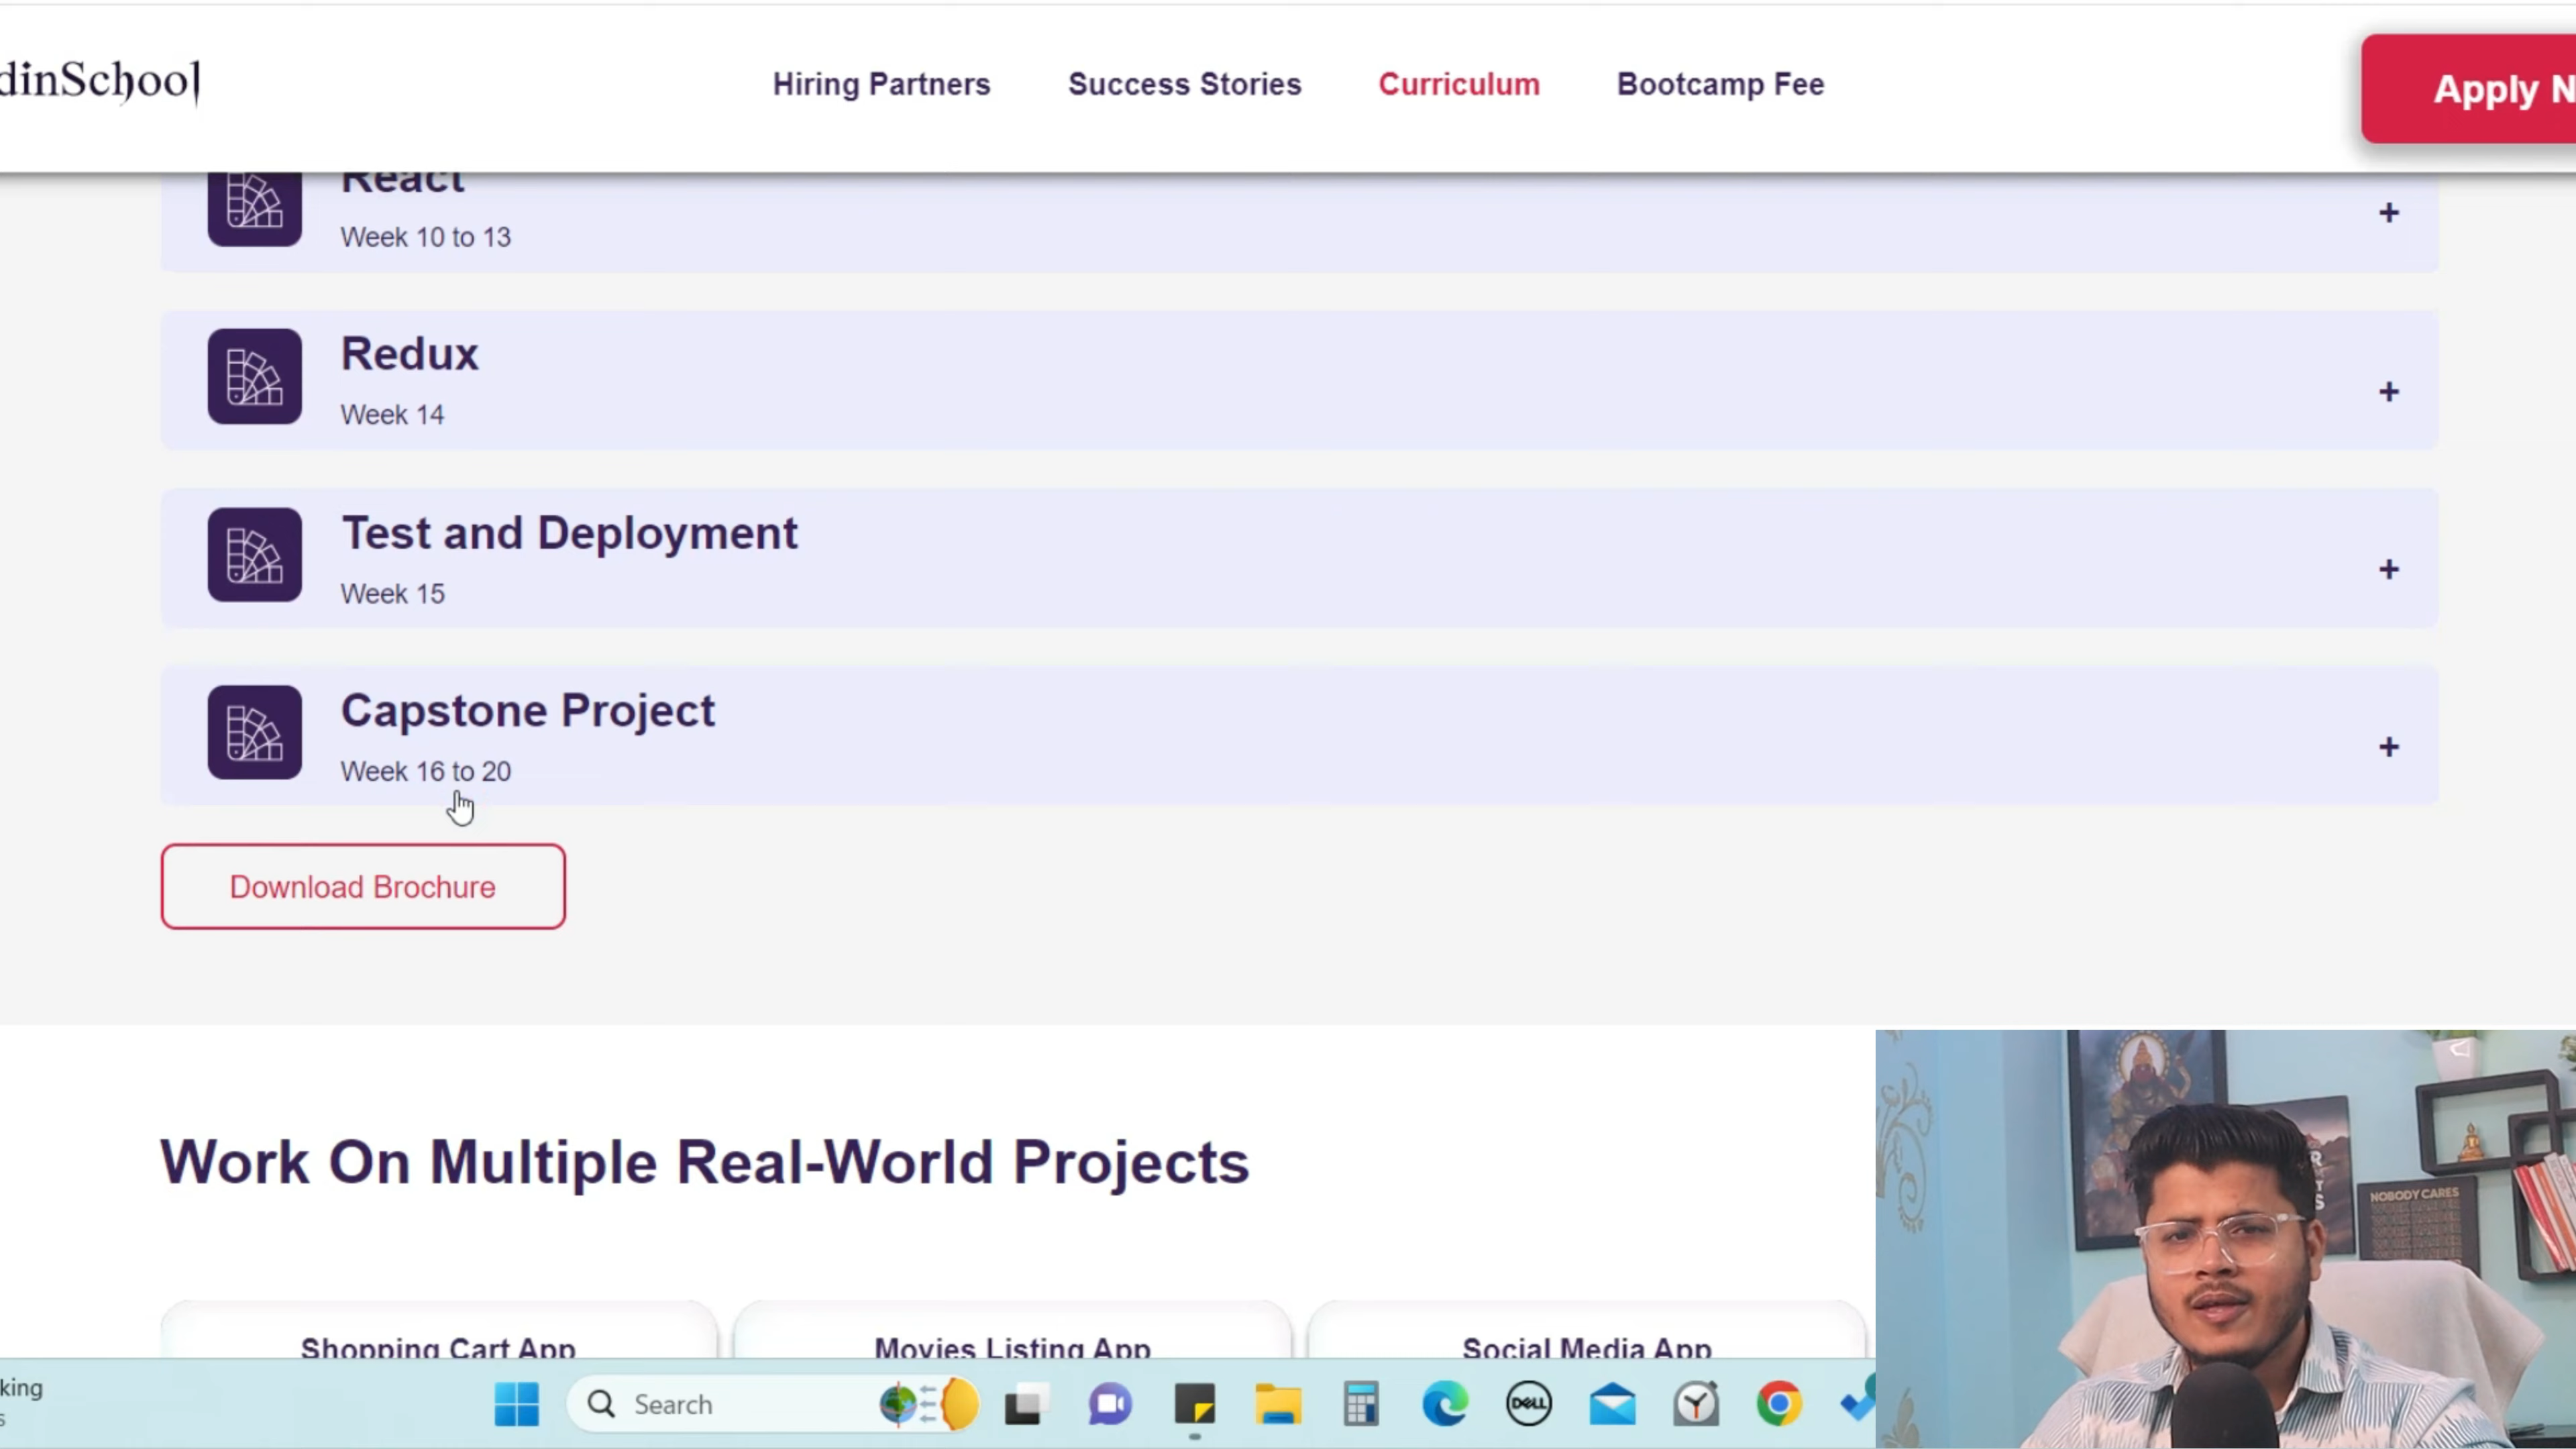 dinSchool
Hiring Partners
Success Stories
Curriculum
Bootcamp Fee
Apply N
React
Week 10 to 13
+
Redux
Week 14
+
Test and Deployment
Week 15
+
Capstone Project
Week 16 to 20
+
Download Brochure
Work On Multiple Real-World Projects
Shopping Cart App
Movies Listing App
Social Media App
king
s
Search
DELL
NOBODY CARES